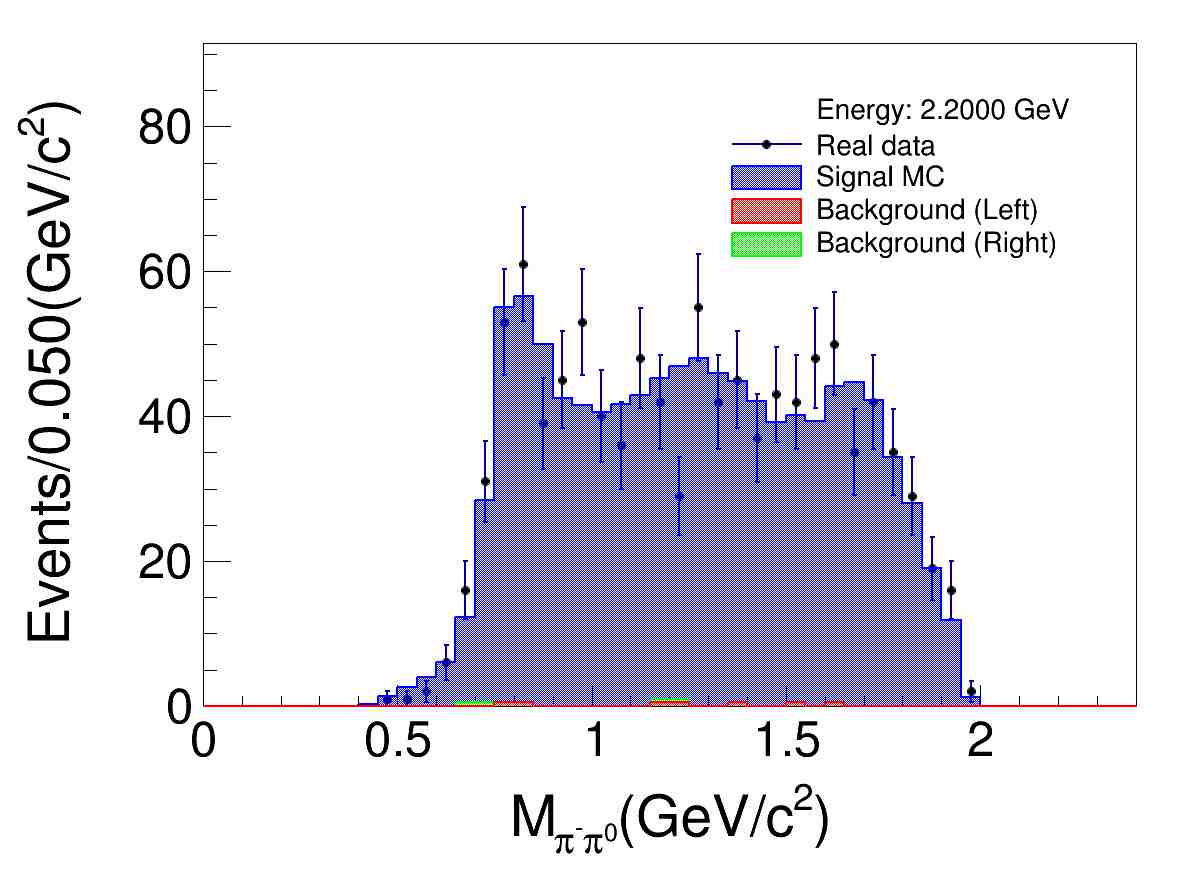 Events/0.050(GeV/c²)
80
60
40
20
0
Energy: 2.2000 GeV
Real data
Signal MC
Background (Left)
Background (Right)
0 0.5 1 1.5 2
Mπ⁻π⁰(GeV/c²)